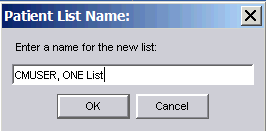 Patient List Name:
Enter a name for the new list:
CMUSER, ONE List
OK Cancel